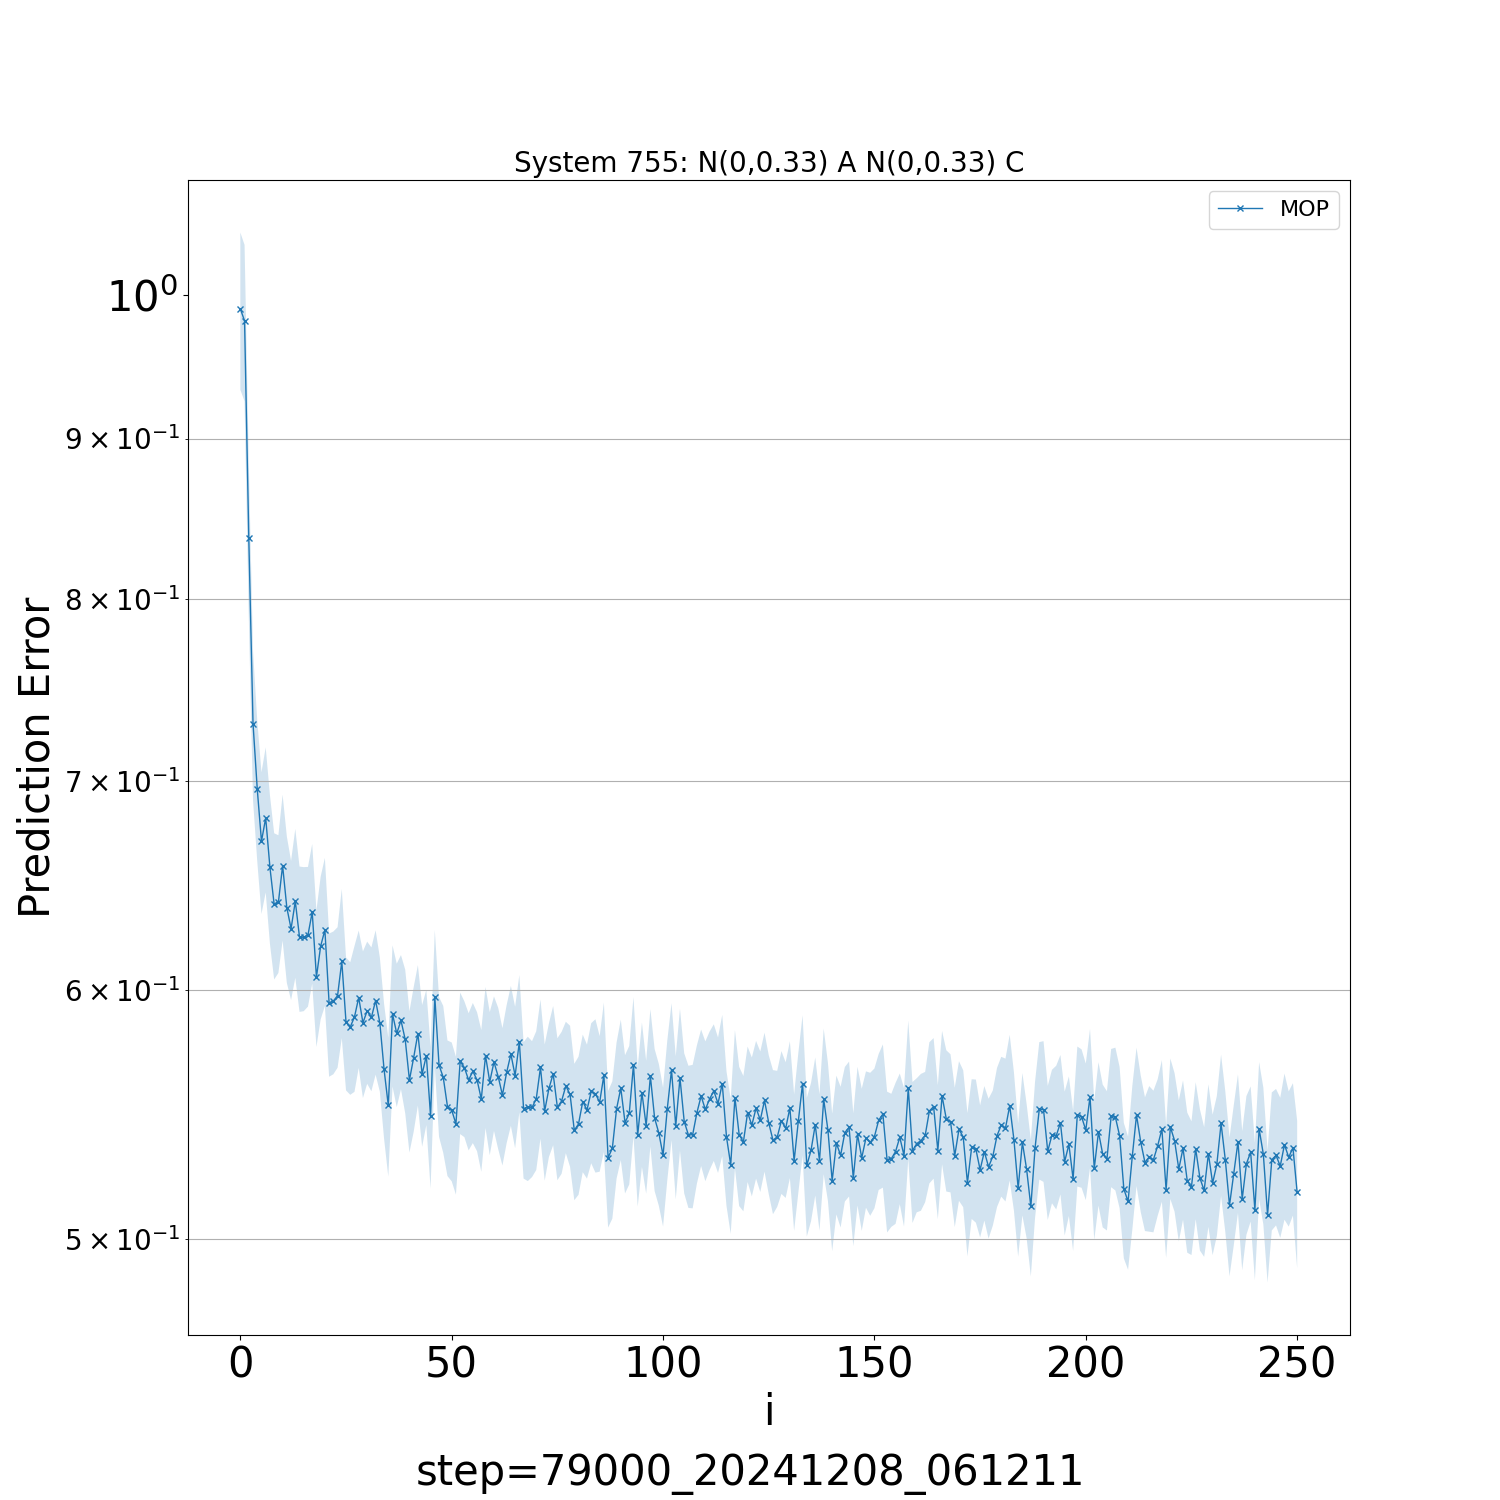 System 755: N(0,0.33) A N(0,0.33) C
MOP
10⁰
9 × 10⁻¹
8 × 10⁻¹
7 × 10⁻¹
6 × 10⁻¹
5 × 10⁻¹
Prediction Error
0 50 100 150 200 250
i
step=79000_20241208_061211